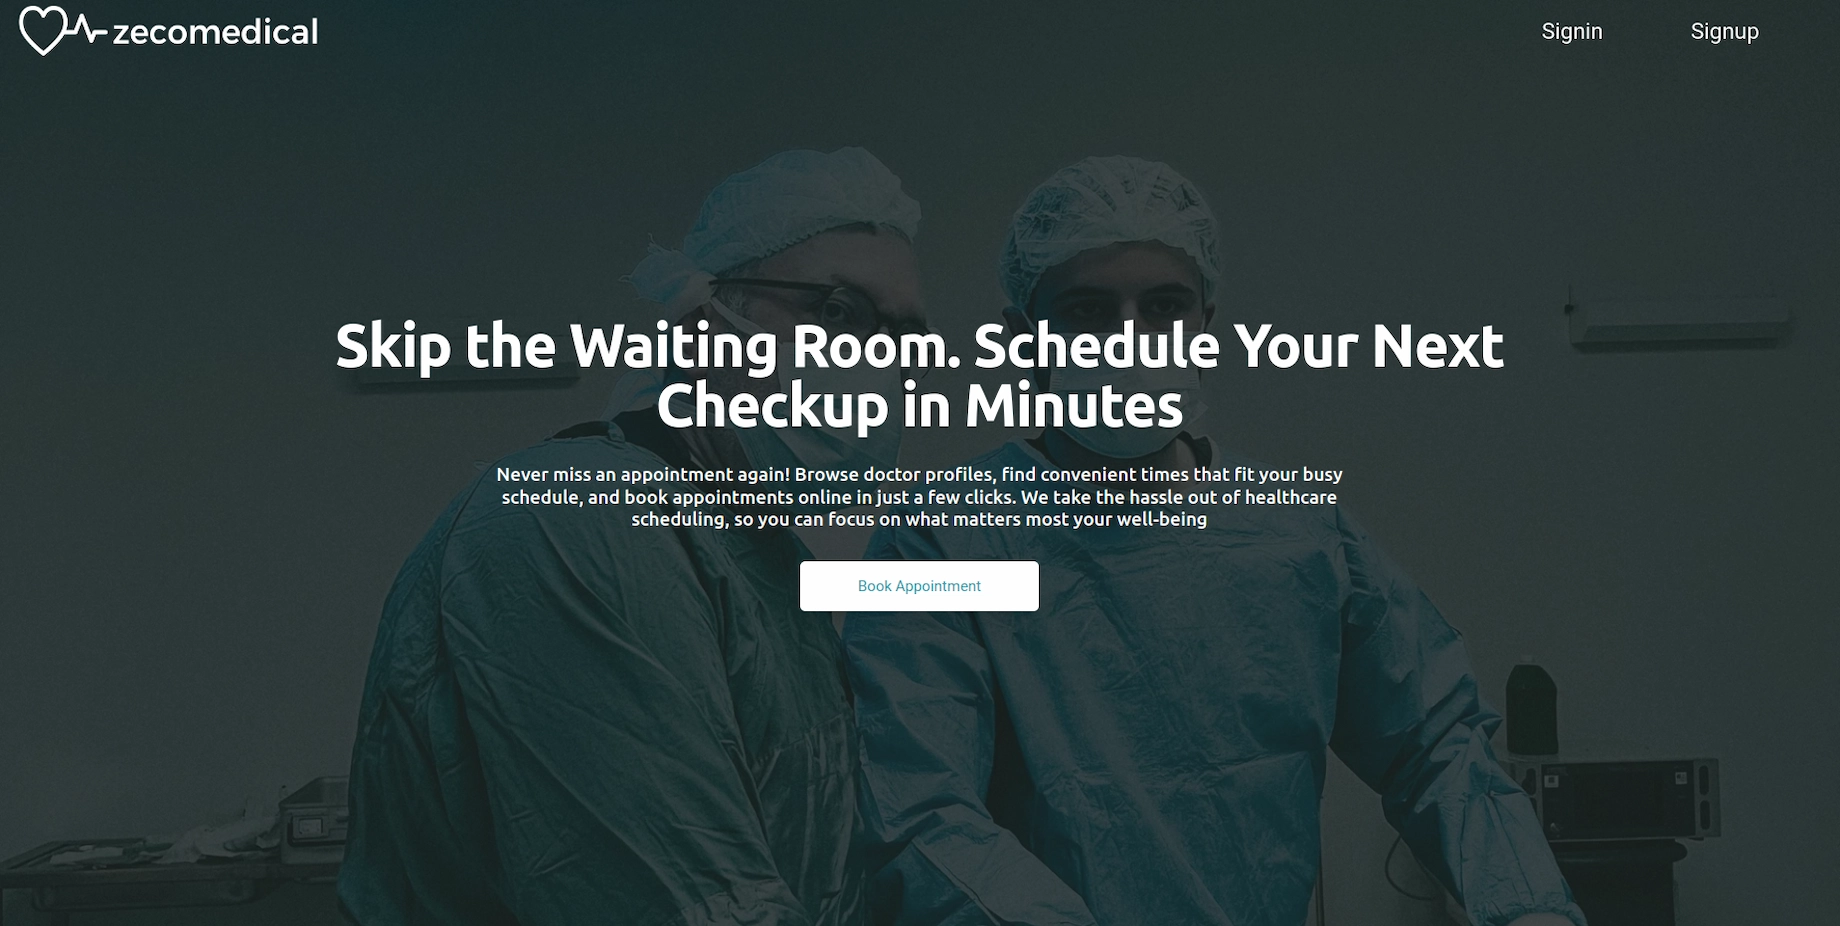 zecomedical
Signin
Signup
Skip the Waiting Room. Schedule Your Next
Checkup in Minutes
Never miss an appointment again! Browse doctor profiles, find convenient times that fit your busy
schedule, and book appointments online in just a few clicks. We take the hassle out of healthcare
scheduling, so you can focus on what matters most your well-being
Book Appointment